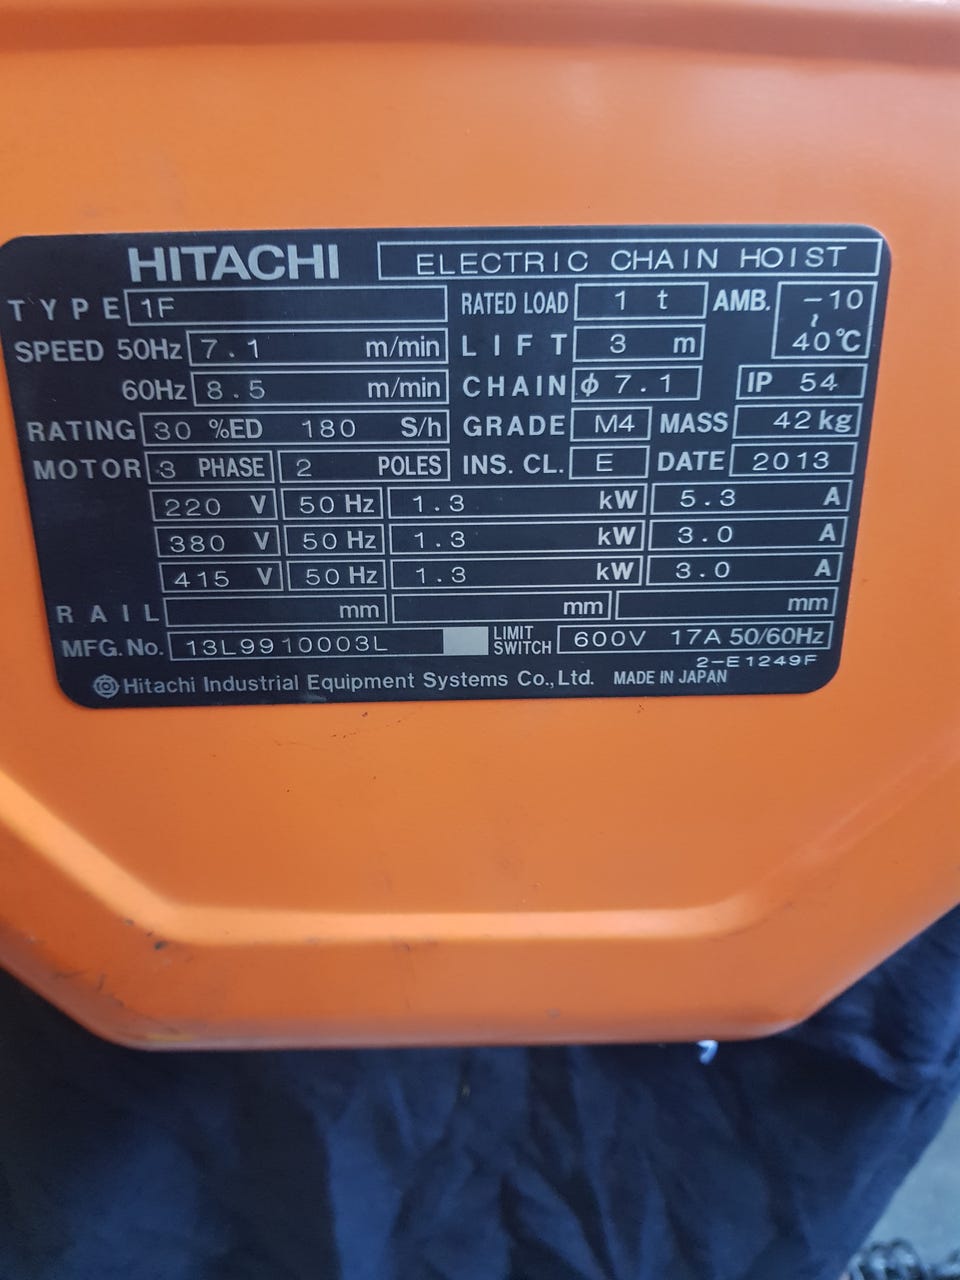 HITACHI ELECTRIC CHAIN HOIST
TYPE 1F RATED LOAD 1 t AMB. -10 ~ 40℃
SPEED 50Hz 7.1 m/min LIFT 3 m
60Hz 8.5 m/min CHAIN ϕ 7.1 IP 54
RATING 30 %ED 180 S/h GRADE M4 MASS 42 kg
MOTOR 3 PHASE 2 POLES INS. CL. E DATE 2013
220 V 50 Hz 1.3 kW 5.3 A
380 V 50 Hz 1.3 kW 3.0 A
415 V 50 Hz 1.3 kW 3.0 A
RAIL mm mm mm
MFG. No. 13L9910003L LIMIT SWITCH 600V 17A 50/60Hz
2-E1249F
Hitachi Industrial Equipment Systems Co., Ltd. MADE IN JAPAN